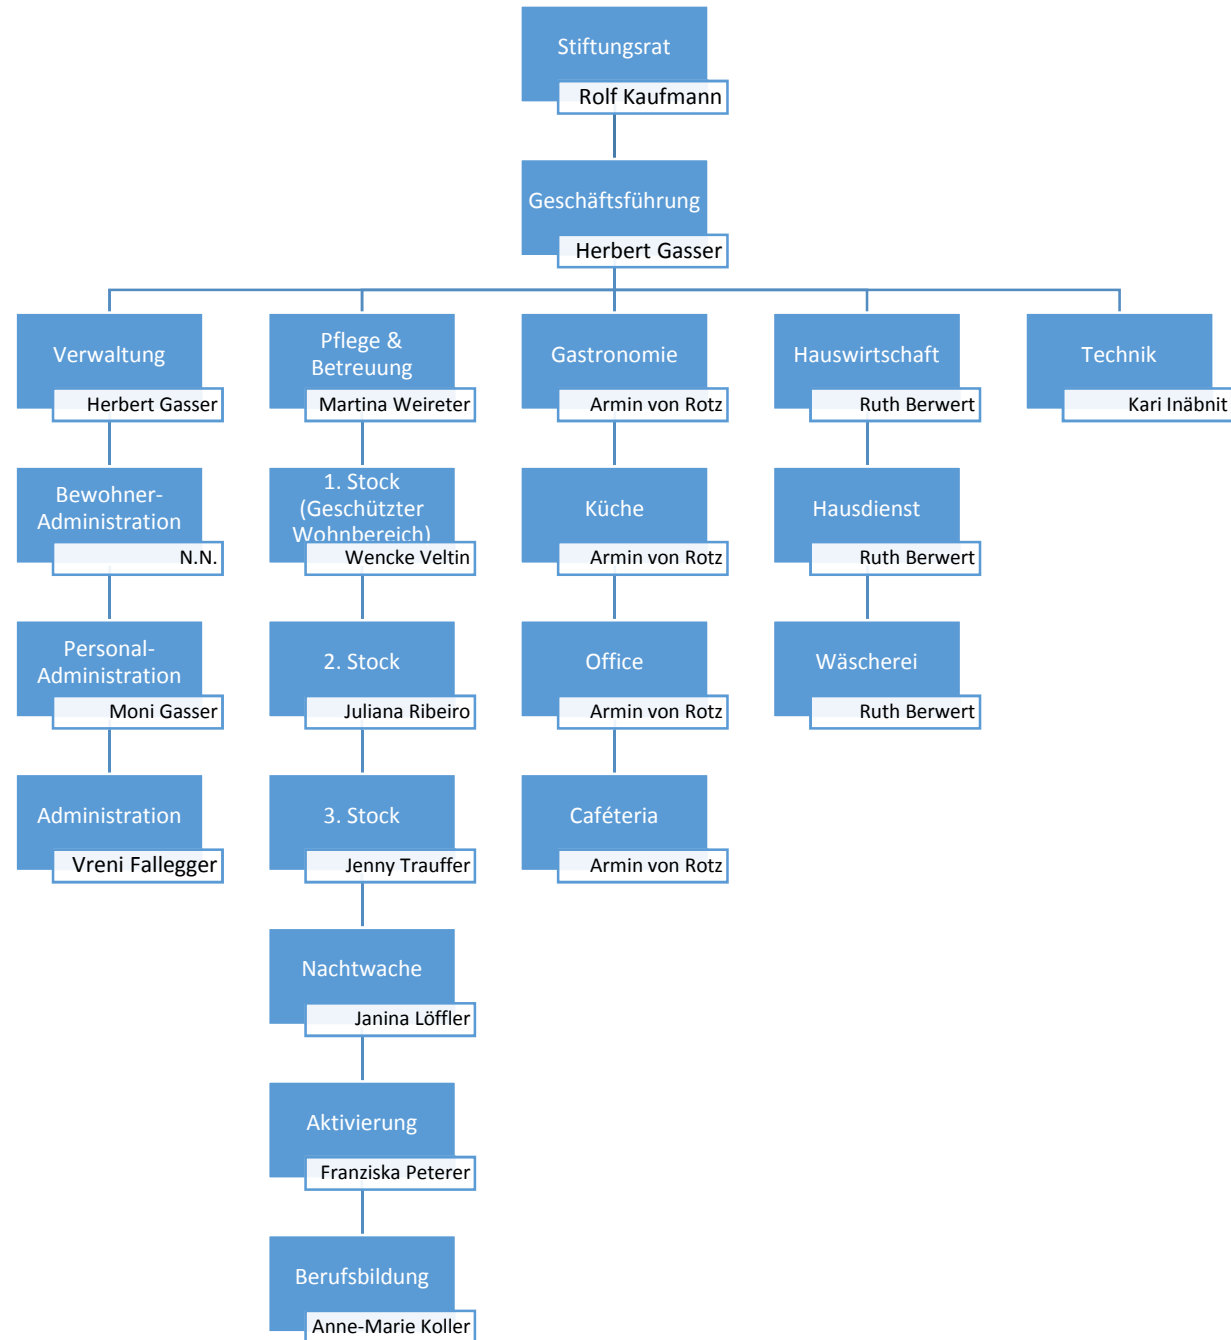 Stiftungsrat
Rolf Kaufmann
Geschäftsführung
Herbert Gasser
Verwaltung
Herbert Gasser
Pflege &
Betreuung
Martina Weireter
Gastronomie
Armin von Rotz
Hauswirtschaft
Ruth Berwert
Technik
Kari Inäbnit
Bewohner-
Administration
N.N.
1. Stock
(Geschützter
Wohnbereich)
Wencke Veltin
Küche
Armin von Rotz
Hausdienst
Ruth Berwert
Personal-
Administration
Moni Gasser
2. Stock
Juliana Ribeiro
Office
Armin von Rotz
Wäscherei
Ruth Berwert
Administration
Vreni Fallegger
3. Stock
Jenny Trauffer
Caféteria
Armin von Rotz
Nachtwache
Janina Löffler
Aktivierung
Franziska Peterer
Berufsbildung
Anne-Marie Koller